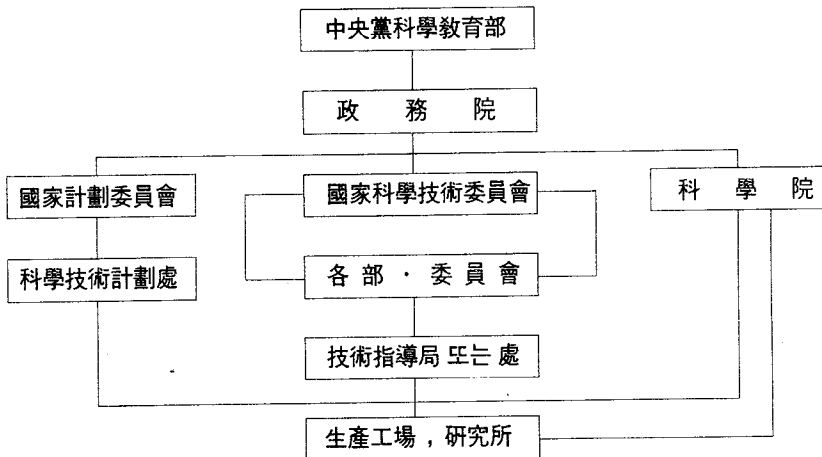 中央黨科學敎育部
政務院
國家計劃委員會
國家科學技術委員會
科學院
科學技術計劃處
各部・委員會
技術指導局 또는 處
生產工場, 研究所